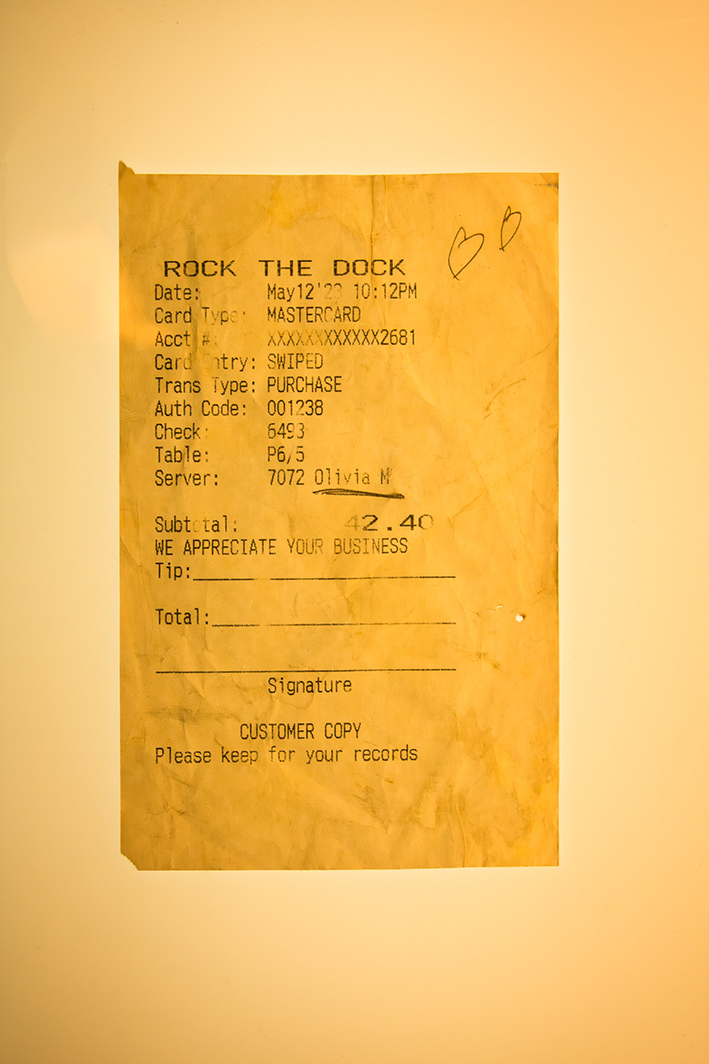 ROCK THE DOCK
Date: 10:12PM
Card Type: MASTERCARD
Acct #: XXXXXXXXXXXX2681
Card Entry: SWIPED
Trans Type: PURCHASE
Auth Code: 001238
Check: 6493
Table: P6/5
Server: 7072 Olivia M
Subtotal: 42.40
WE APPRECIATE YOUR BUSINESS
Tip:
Total:
Signature
CUSTOMER COPY
Please keep for your records